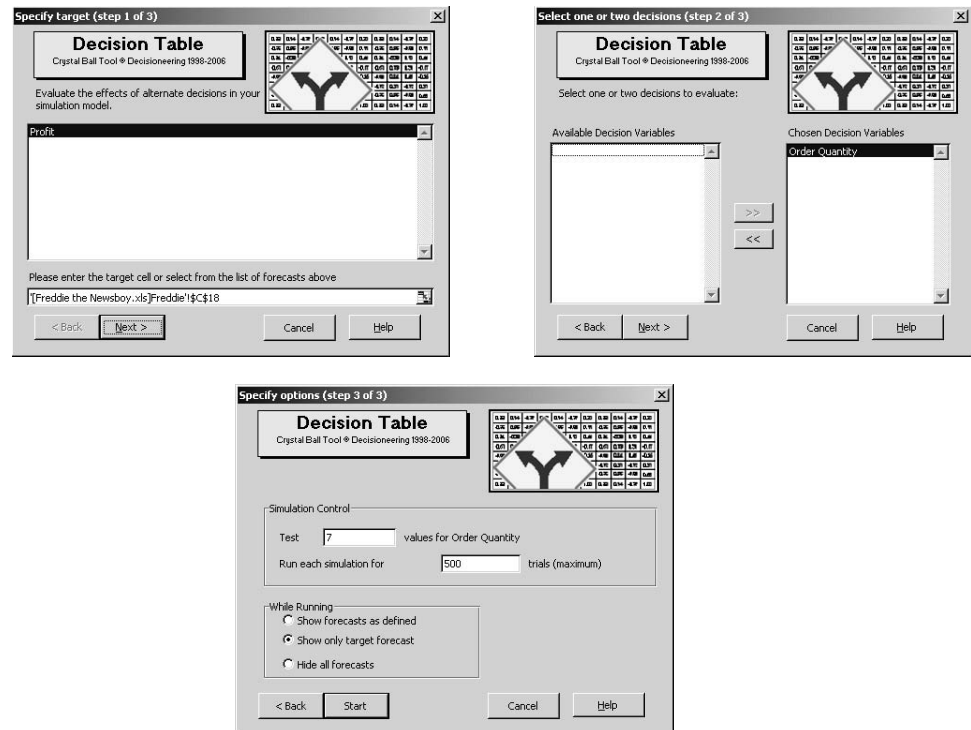 Specify target (step 1 of 3)
Decision Table
Crystal Ball Tool ® Decisioneering 1998-2006
Evaluate the effects of alternate decisions in your
simulation model.
Profit
Please enter the target cell or select from the list of forecasts above
'[Freddie the Newsboy.xls]Freddie'!$C$18
< Back
Next >
Cancel
Help
Select one or two decisions (step 2 of 3)
Decision Table
Crystal Ball Tool ® Decisioneering 1998-2006
Select one or two decisions to evaluate:
Available Decision Variables
Chosen Decision Variables
Order Quantity
>>
<<
< Back
Next >
Cancel
Help
Specify options (step 3 of 3)
Decision Table
Crystal Ball Tool ® Decisioneering 1998-2006
Simulation Control
Test 7 values for Order Quantity
Run each simulation for 500 trials (maximum)
While Running
Show forecasts as defined
Show only target forecast
Hide all forecasts
< Back
Start
Cancel
Help